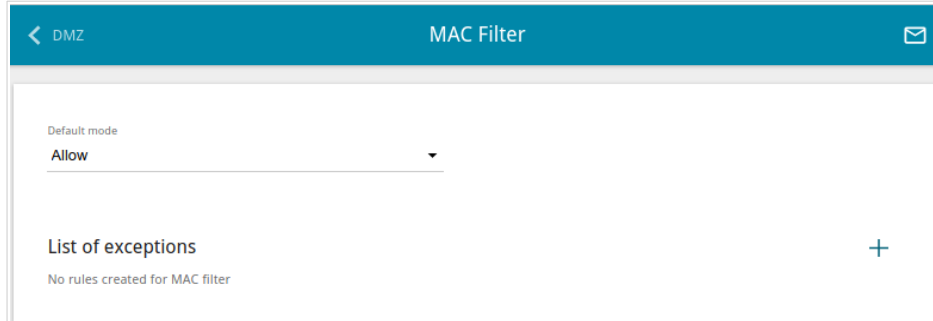 DMZ
MAC Filter
Default mode
Allow
List of exceptions
No rules created for MAC filter